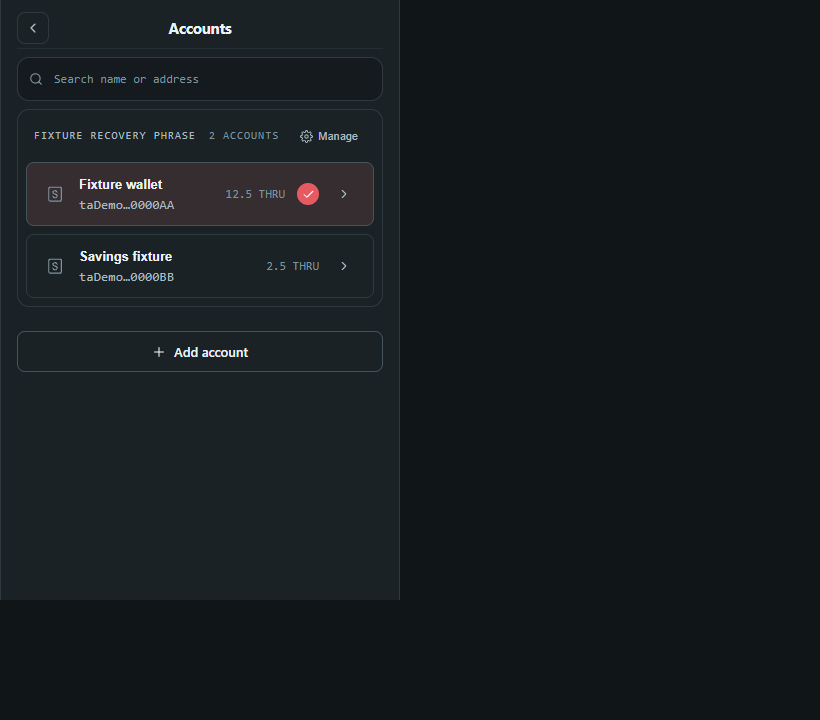 Accounts
Search name or address
FIXTURE RECOVERY PHRASE 2 ACCOUNTS Manage
S Fixture wallet 12.5 THRU
taDemo…0000AA
S Savings fixture 2.5 THRU
taDemo…0000BB
Add account